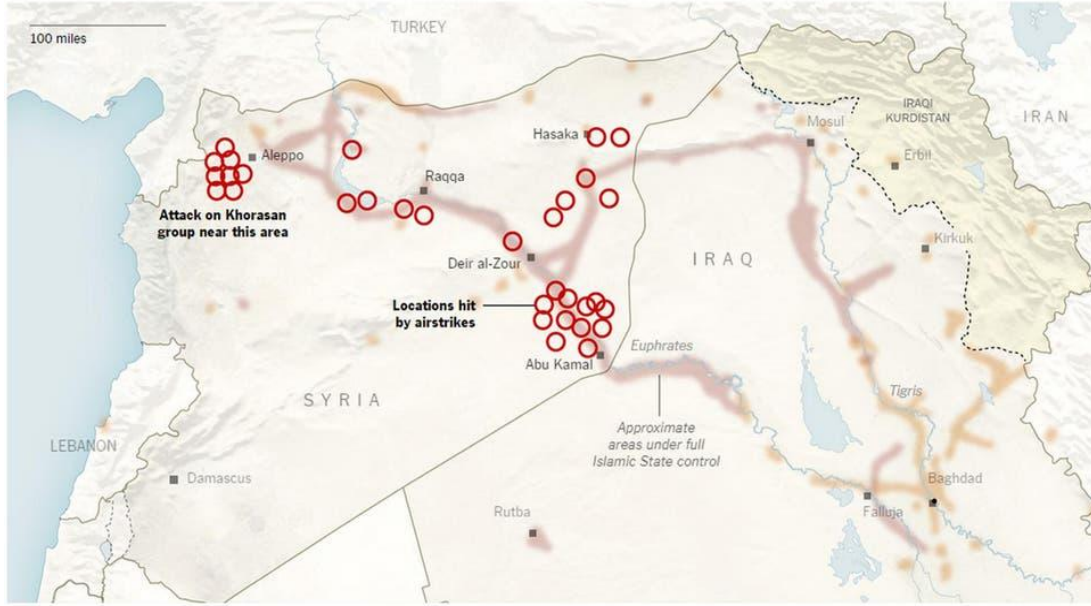 100 miles
TURKEY
IRAQI
KURDISTAN
IRAN
Hasaka
Mosul
Aleppo
Erbil
Raqqa
Attack on Khorasan
group near this area
Kirkuk
Deir al-Zour
IRAQ
Locations hit
by airstrikes
Euphrates
Abu Kamal
Tigris
SYRIA
Approximate
areas under full
Islamic State control
LEBANON
Damascus
Baghdad
Rutba
Falluja